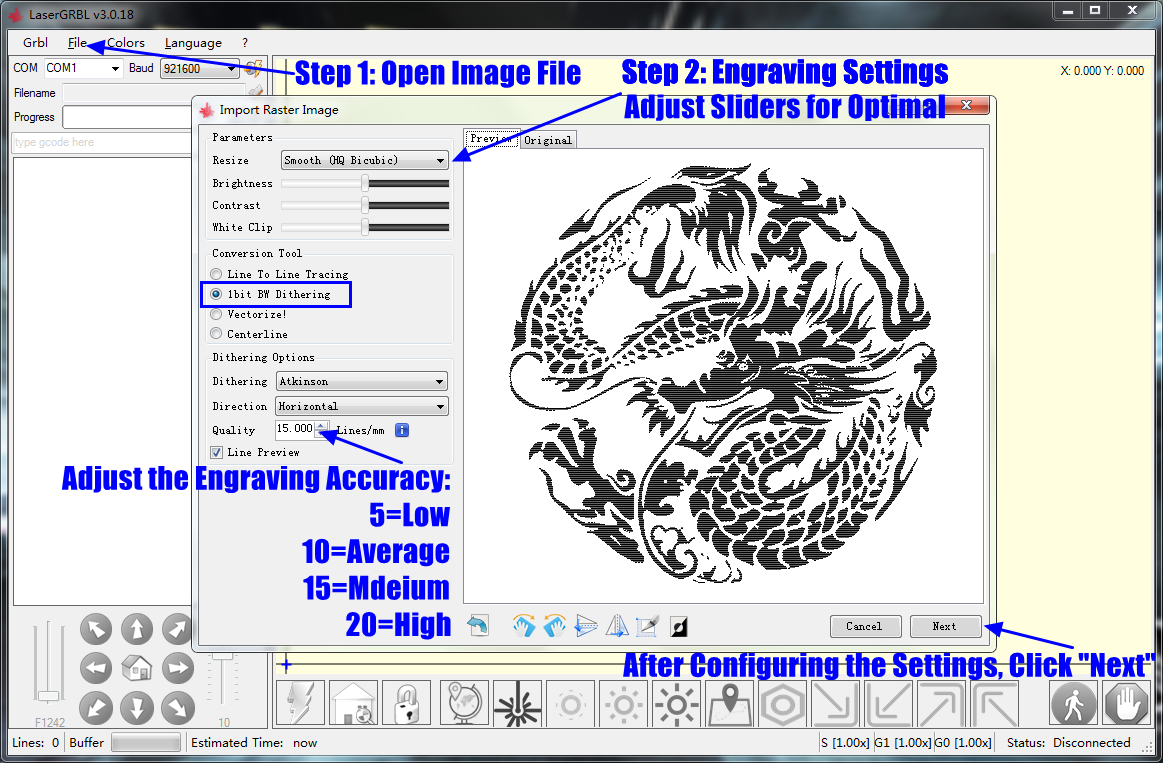 LaserGRBL v3.0.18
Grbl File Colors Language ?
COM COM1 Baud 921600
Step 1: Open Image File
Step 2: Engraving Settings
Adjust Sliders for Optimal
X: 0.000 Y: 0.000
Filename
Progress
type gcode here
Import Raster Image
Parameters
Resize Smooth (HQ Bicubic)
Brightness
Contrast
White Clip
Conversion Tool
Line To Line Tracing
1bit BW Dithering
Vectorize!
Centerline
Dithering Options
Dithering Atkinson
Direction Horizontal
Quality 15.000 Lines/mm
Line Preview
Preview Original
Adjust the Engraving Accuracy:
5=Low
10=Average
15=Mdeium
20=High
Cancel Next
After Configuring the Settings, Click "Next"
F1242 10
Lines: 0 Buffer Estimated Time: now S [1.00x] G1 [1.00x] G0 [1.00x] Status: Disconnected